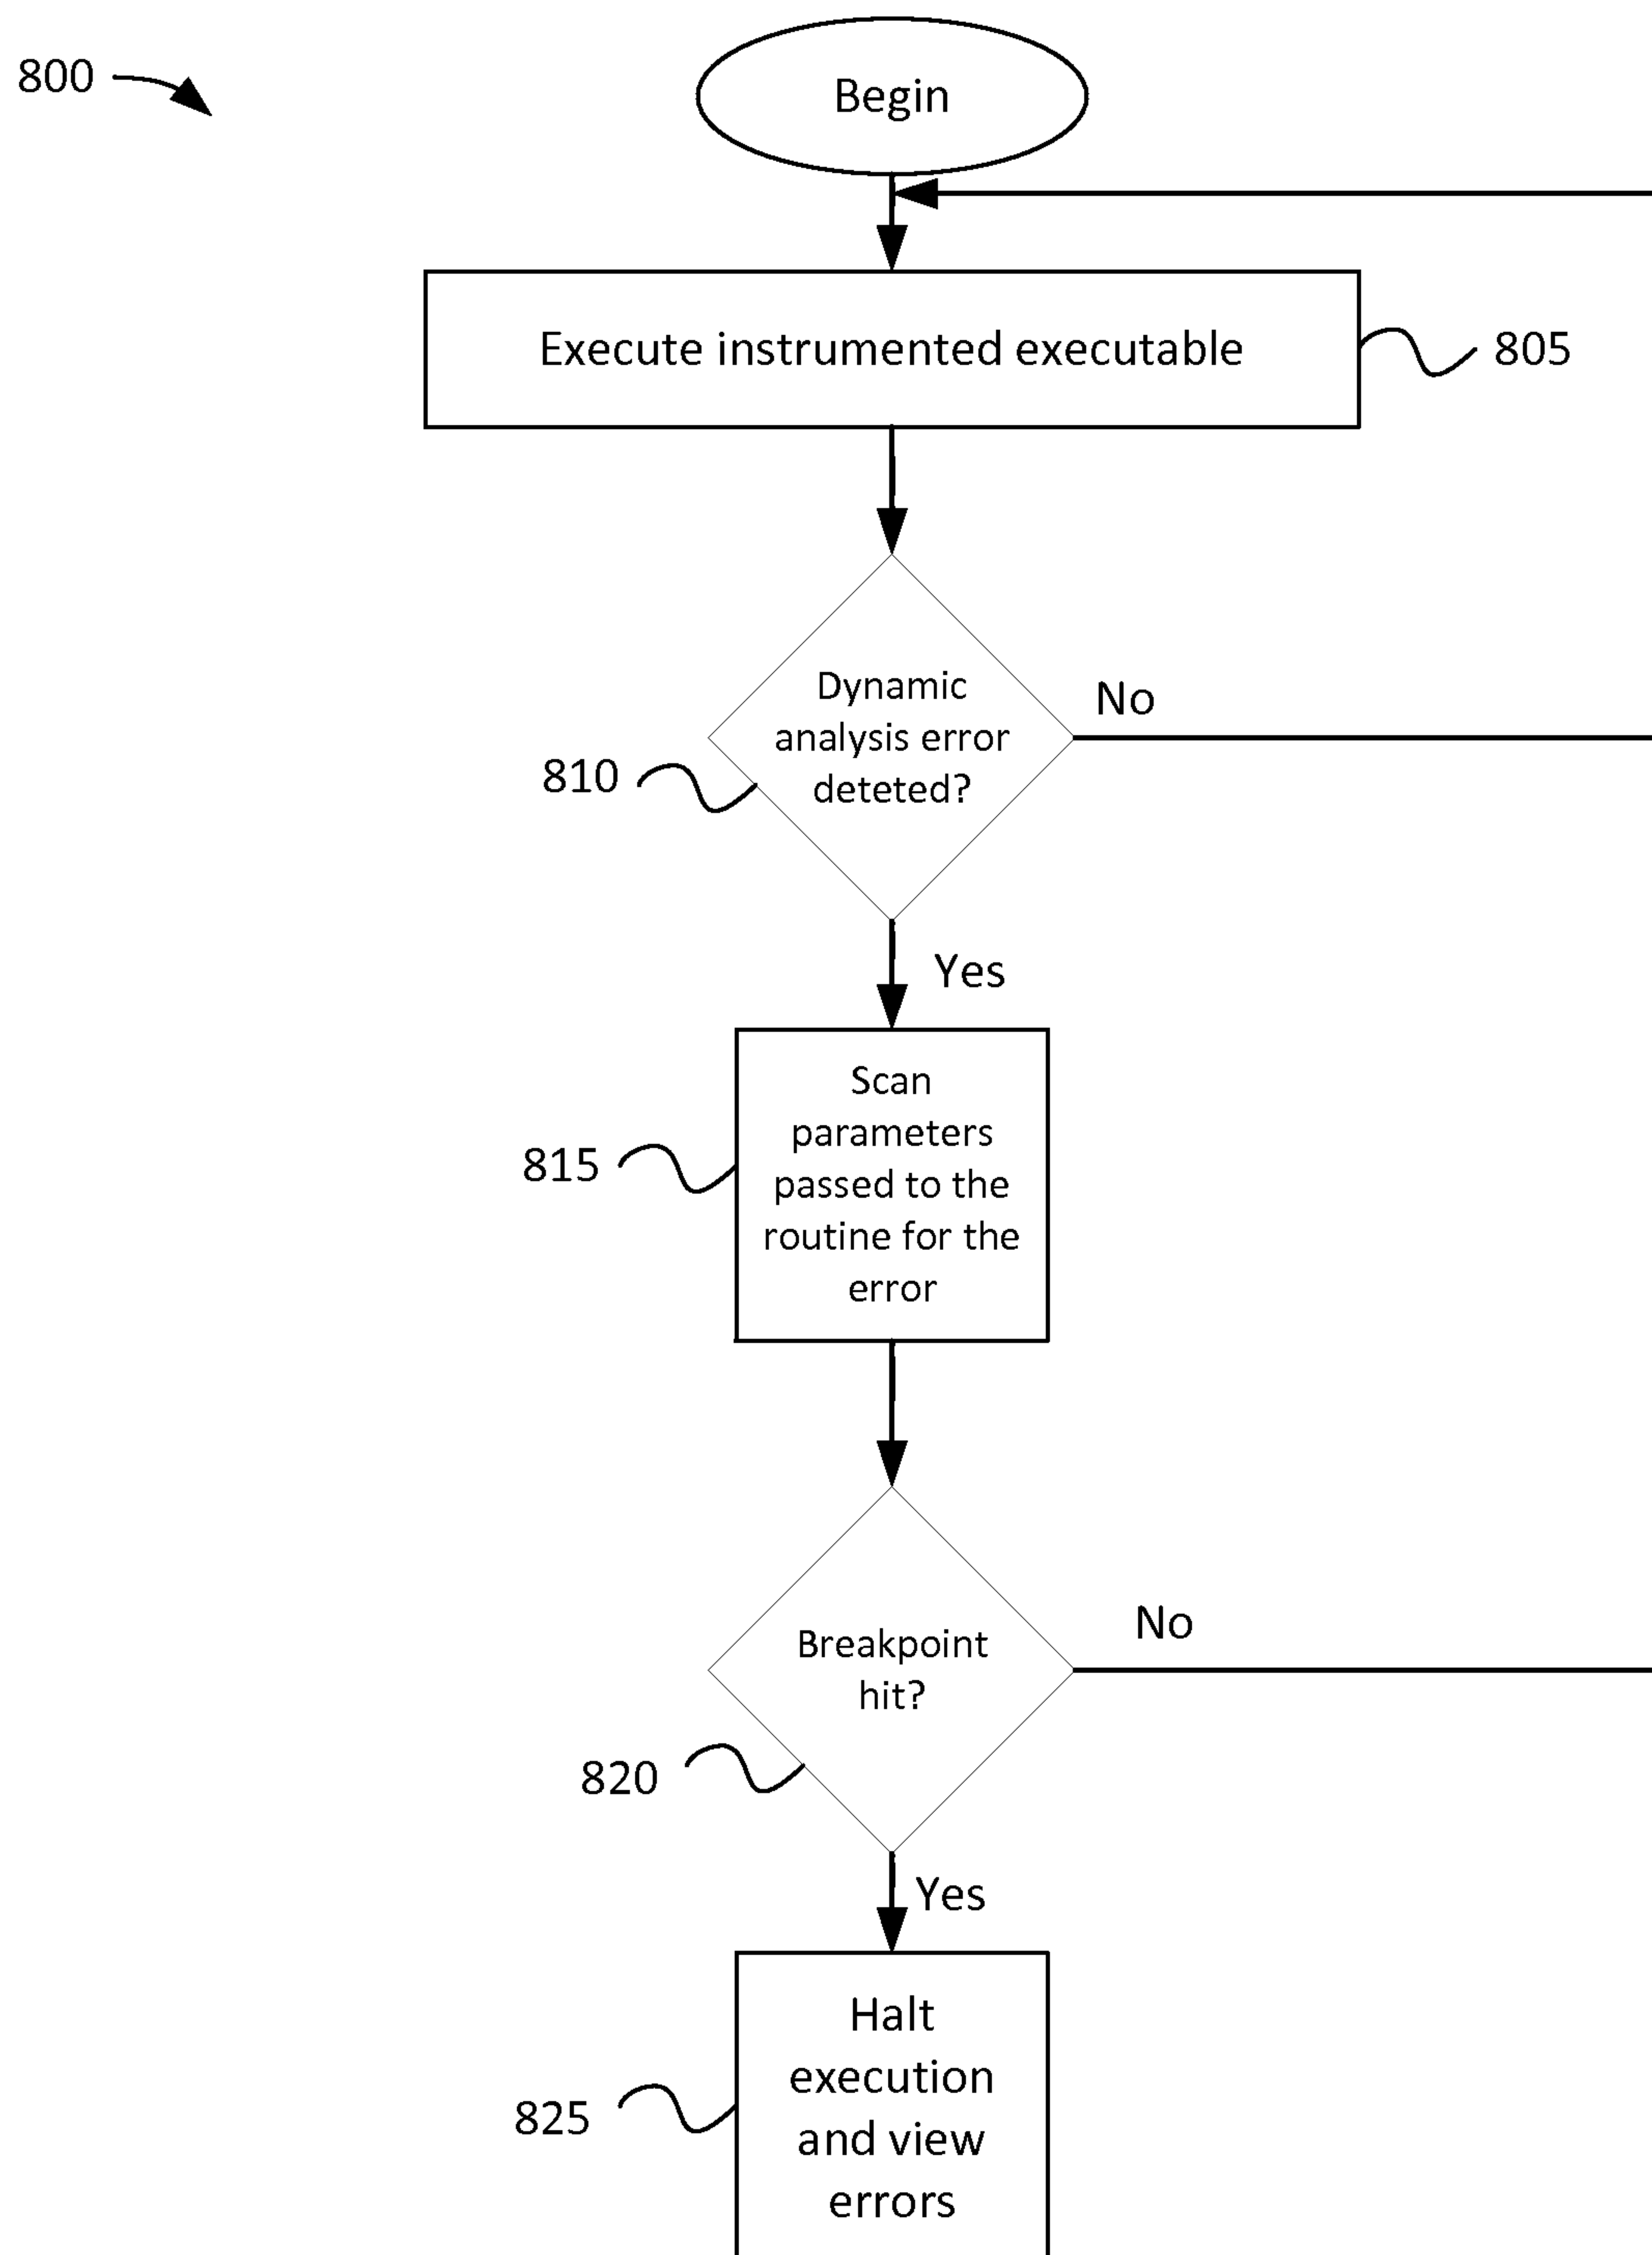 800
Begin
Execute instrumented executable
805
Dynamic
analysis error
deteted?
No
810
Yes
Scan
parameters
passed to the
routine for the
error
815
Breakpoint
hit?
No
820
Yes
Halt
execution
and view
errors
825